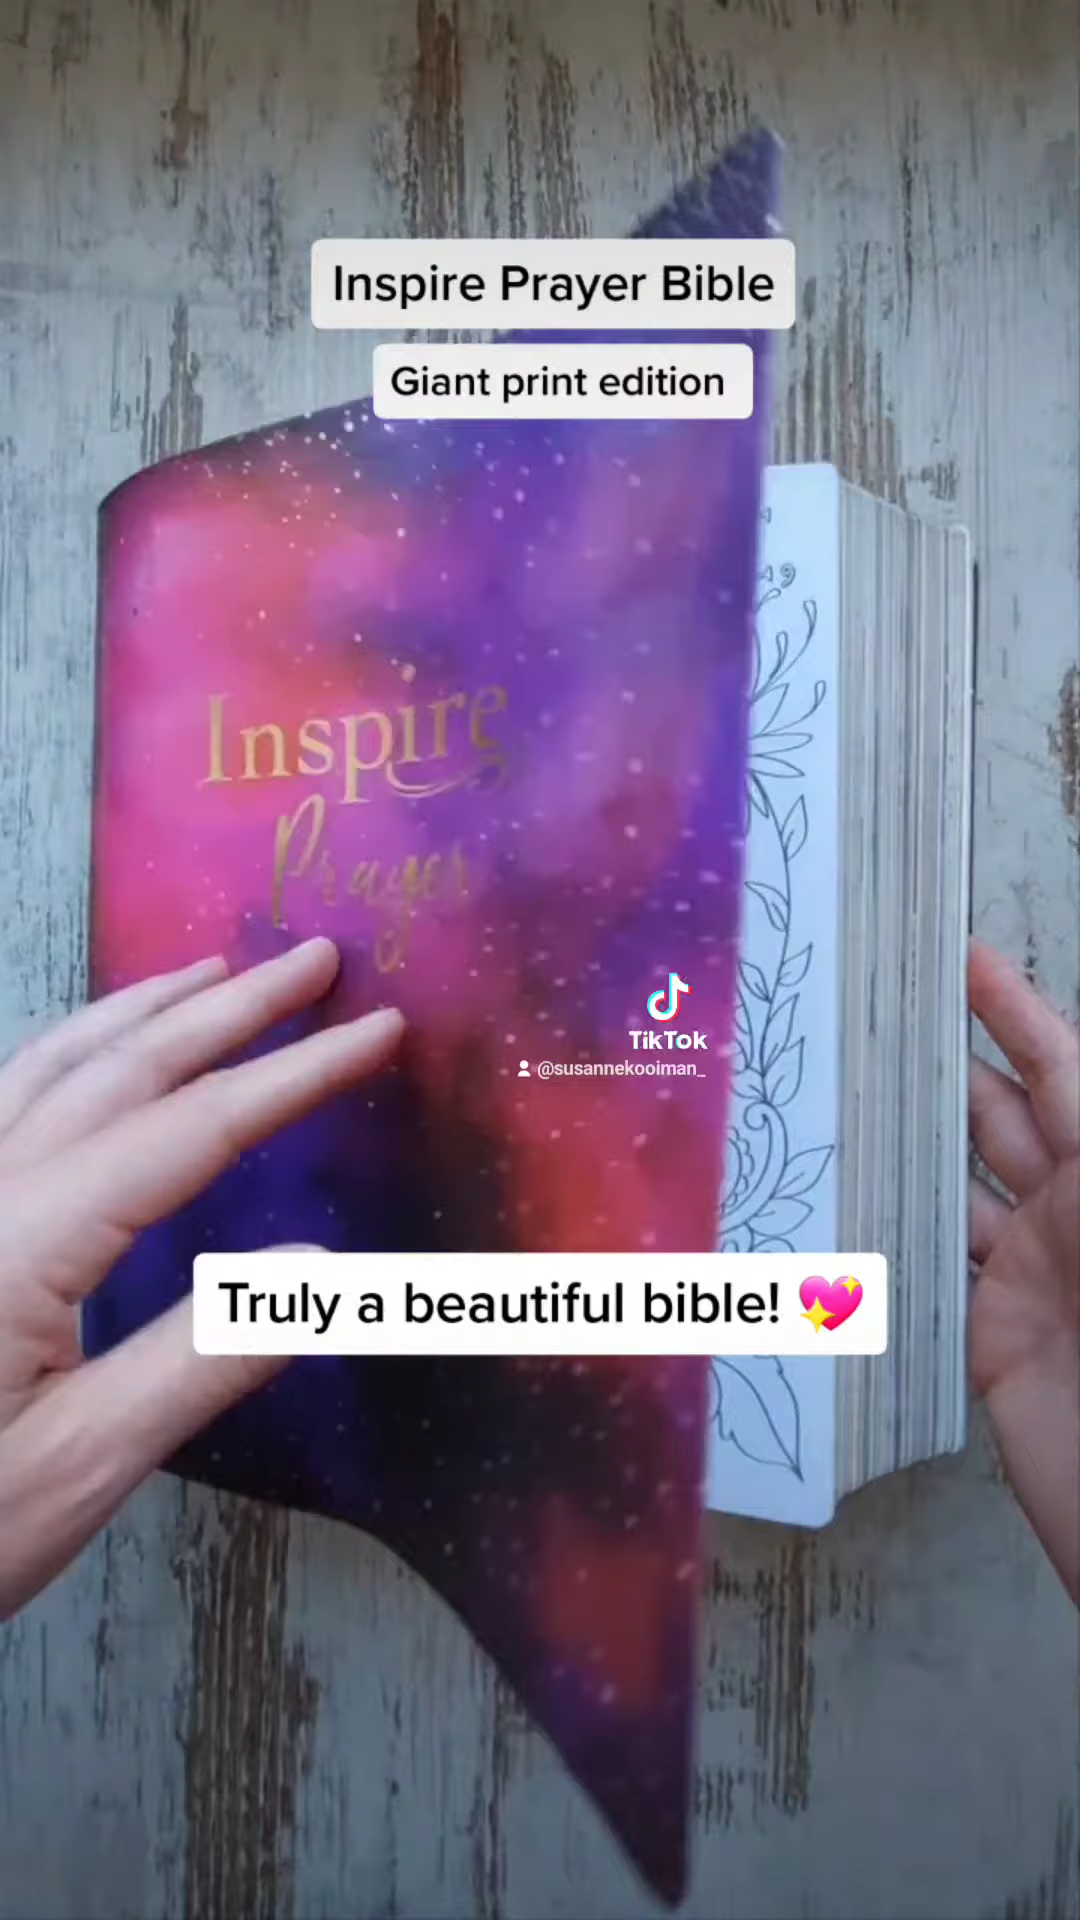 Inspire Prayer Bible
Giant print edition
Inspire
Prayer
TikTok
@susannekooiman_
Truly a beautiful bible! 💖